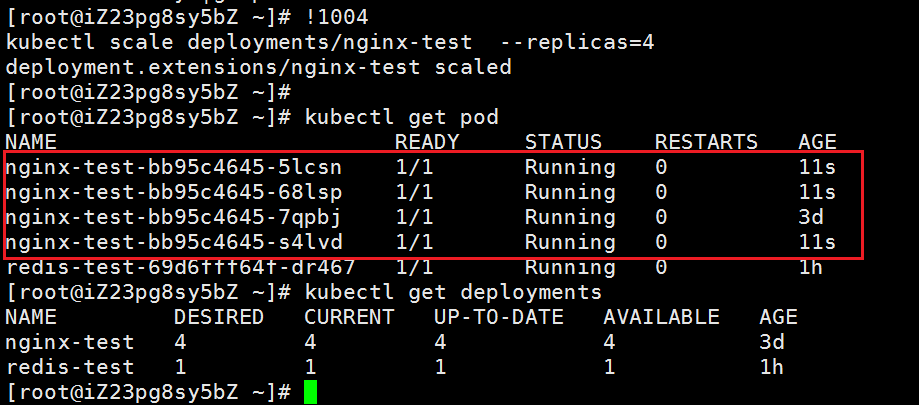 [root@iZ23pg8sy5bZ ~]# !1004
kubectl scale deployments/nginx-test  --replicas=4
deployment.extensions/nginx-test scaled
[root@iZ23pg8sy5bZ ~]#
[root@iZ23pg8sy5bZ ~]# kubectl get pod
NAME                          READY     STATUS    RESTARTS   AGE
nginx-test-bb95c4645-5lcsn    1/1       Running   0          11s
nginx-test-bb95c4645-68lsp    1/1       Running   0          11s
nginx-test-bb95c4645-7qpbj    1/1       Running   0          3d
nginx-test-bb95c4645-s4lvd    1/1       Running   0          11s
redis-test-69d6fff64f-dr467   1/1       Running   0          1h
[root@iZ23pg8sy5bZ ~]# kubectl get deployments
NAME         DESIRED   CURRENT   UP-TO-DATE   AVAILABLE   AGE
nginx-test   4         4         4            4           3d
redis-test   1         1         1            1           1h
[root@iZ23pg8sy5bZ ~]#